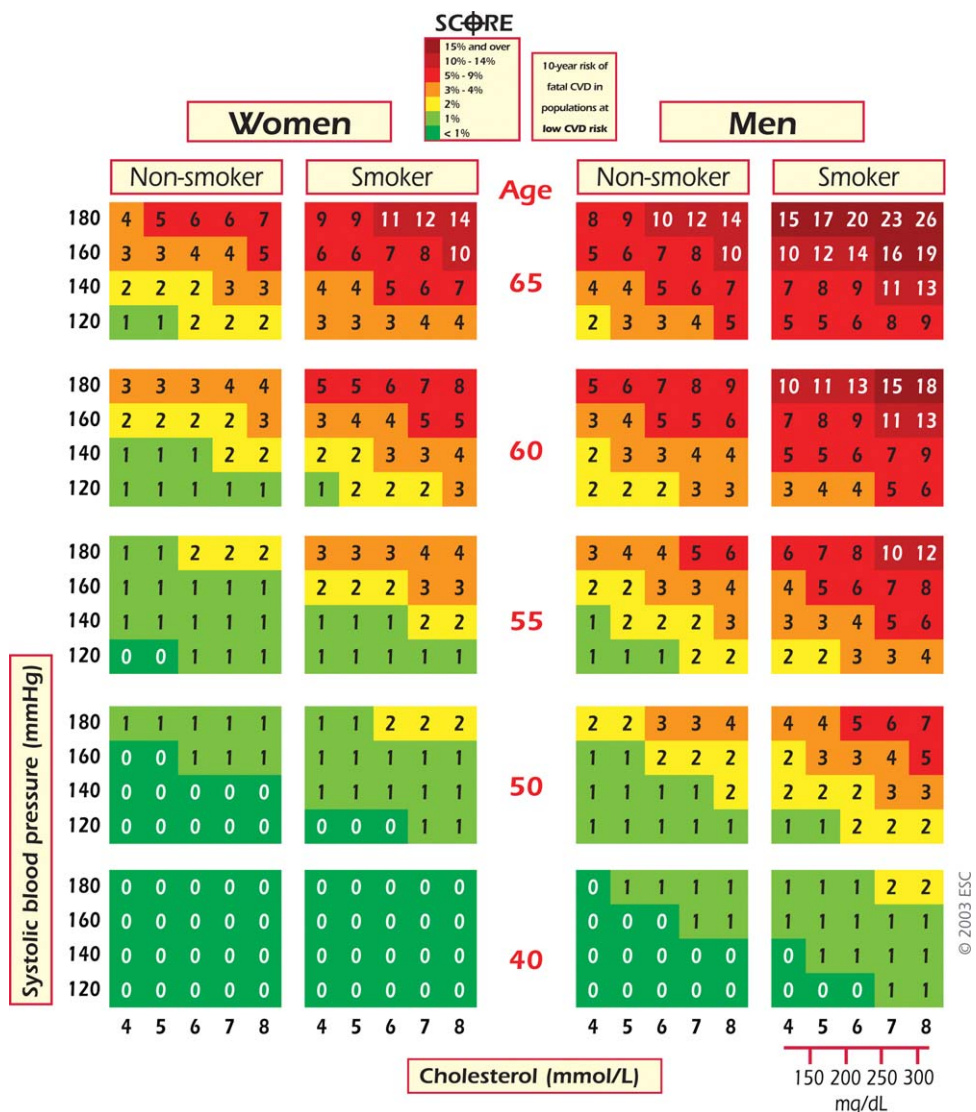 SCORE
15% and over
10% - 14%
5% - 9%
3% - 4%
2%
1%
< 1%
10-year risk of
fatal CVD in
populations at
low CVD risk
Women
Men
Non-smoker Smoker Age Non-smoker Smoker
180 4 5 6 6 7 9 9 11 12 14 8 9 10 12 14 15 17 20 23 26
160 3 3 4 4 5 6 6 7 8 10 5 6 7 8 10 10 12 14 16 19
65
140 2 2 2 3 3 4 4 5 6 7 4 4 5 6 7 7 8 9 11 13
120 1 1 2 2 2 3 3 3 4 4 2 3 3 4 5 5 5 6 8 9
180 3 3 3 4 4 5 5 6 7 8 5 6 7 8 9 10 11 13 15 18
160 2 2 2 2 3 3 4 4 5 5 3 4 5 5 6 7 8 9 11 13
60
140 1 1 1 2 2 2 2 3 3 4 2 3 3 4 4 5 5 6 7 9
120 1 1 1 1 1 1 2 2 2 3 2 2 2 3 3 3 4 4 5 6
180 1 1 2 2 2 3 3 3 4 4 3 4 4 5 6 6 7 8 10 12
160 1 1 1 1 1 2 2 2 3 3 2 2 3 3 4 4 5 6 7 8
55
140 1 1 1 1 1 1 1 1 2 2 1 2 2 2 3 3 3 4 5 6
120 0 0 1 1 1 1 1 1 1 1 1 1 1 2 2 2 2 3 3 4
180 1 1 1 1 1 1 1 2 2 2 2 2 3 3 4 4 4 5 6 7
160 0 0 1 1 1 1 1 1 1 1 1 1 2 2 2 2 3 3 4 5
50
140 0 0 0 0 0 1 1 1 1 1 1 1 1 1 2 2 2 2 3 3
120 0 0 0 0 0 0 0 0 1 1 1 1 1 1 1 1 1 2 2 2
180 0 0 0 0 0 0 0 0 0 0 0 1 1 1 1 1 1 1 2 2
160 0 0 0 0 0 0 0 0 0 0 0 0 0 1 1 1 1 1 1 1
40
140 0 0 0 0 0 0 0 0 0 0 0 0 0 0 0 0 1 1 1 1
120 0 0 0 0 0 0 0 0 0 0 0 0 0 0 0 0 0 0 1 1
4 5 6 7 8 4 5 6 7 8 4 5 6 7 8 4 5 6 7 8
Systolic blood pressure (mmHg)
Cholesterol (mmol/L)
150 200 250 300
mg/dL
© 2003 ESC